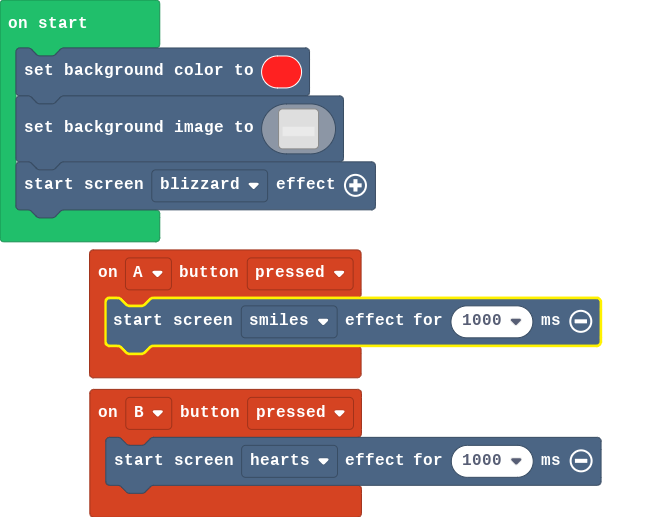 on start
set background color to
set background image to
start screen blizzard effect
on A button pressed
start screen smiles effect for 1000 ms
on B button pressed
start screen hearts effect for 1000 ms